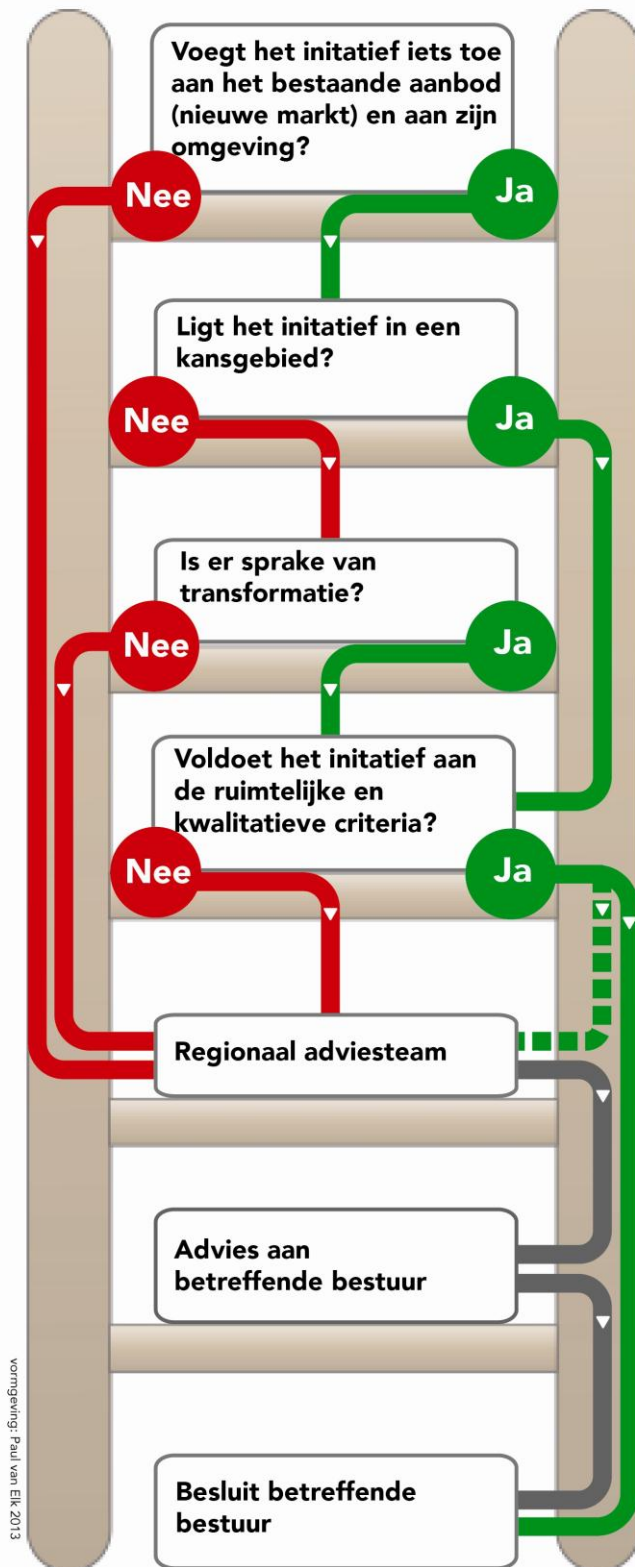 Voegt het initatief iets toe
aan het bestaande aanbod
(nieuwe markt) en aan zijn
omgeving?
Nee
Ja
Ligt het initatief in een
kansgebied?
Nee
Ja
Is er sprake van
transformatie?
Nee
Ja
Voldoet het initatief aan
de ruimtelijke en
kwalitatieve criteria?
Nee
Ja
Regionaal adviesteam
Advies aan
betreffende bestuur
Besluit betreffende
bestuur
vormgeving: Paul van Elk 2013